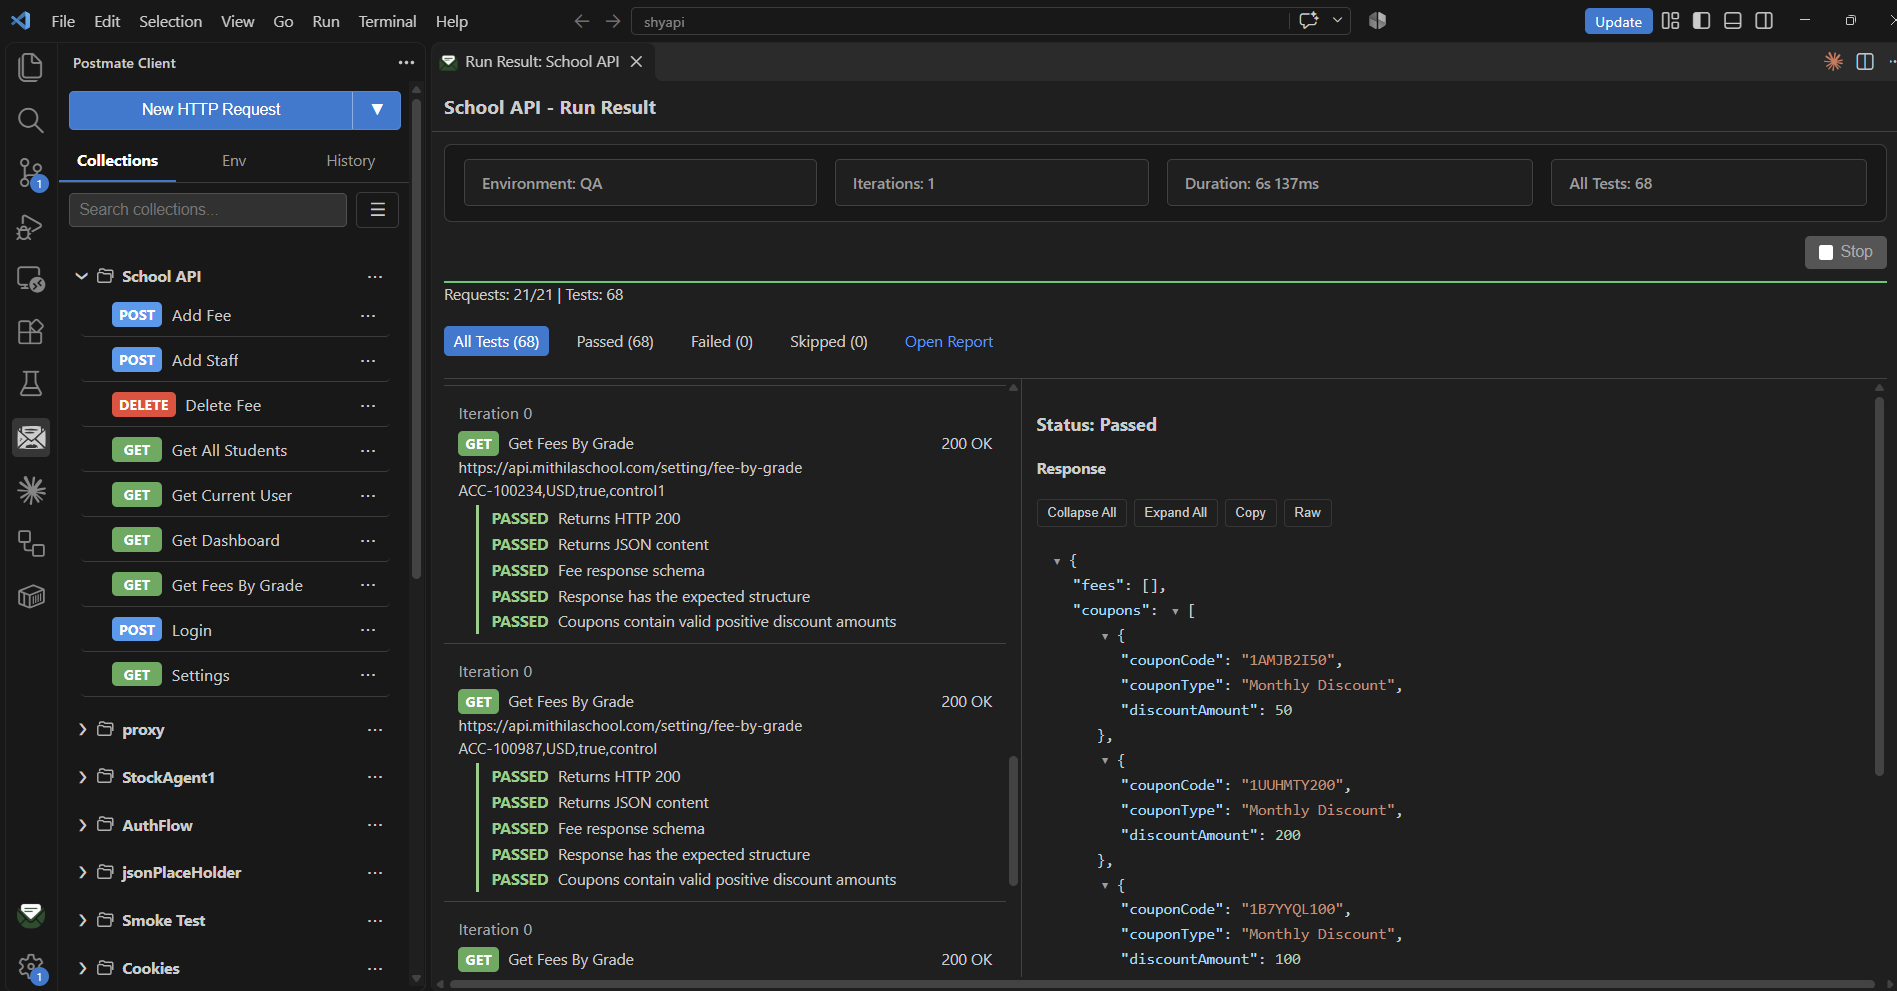 File Edit Selection View Go Run Terminal Help
shyapi
Update
Postmate Client
Run Result: School API
New HTTP Request
Collections Env History
Search collections...
School API
POST Add Fee
POST Add Staff
DELETE Delete Fee
GET Get All Students
GET Get Current User
GET Get Dashboard
GET Get Fees By Grade
POST Login
GET Settings
proxy
StockAgent1
AuthFlow
jsonPlaceHolder
Smoke Test
Cookies
1
1
School API - Run Result
Environment: QA
Iterations: 1
Duration: 6s 137ms
All Tests: 68
Stop
Requests: 21/21 | Tests: 68
All Tests (68) Passed (68) Failed (0) Skipped (0) Open Report
Iteration 0
GET Get Fees By Grade 200 OK
https://api.mithilaschool.com/setting/fee-by-grade
ACC-100234,USD,true,control1
PASSED Returns HTTP 200
PASSED Returns JSON content
PASSED Fee response schema
PASSED Response has the expected structure
PASSED Coupons contain valid positive discount amounts
Iteration 0
GET Get Fees By Grade 200 OK
https://api.mithilaschool.com/setting/fee-by-grade
ACC-100987,USD,true,control
PASSED Returns HTTP 200
PASSED Returns JSON content
PASSED Fee response schema
PASSED Response has the expected structure
PASSED Coupons contain valid positive discount amounts
Iteration 0
GET Get Fees By Grade 200 OK
Status: Passed
Response
Collapse All Expand All Copy Raw
{
"fees": [],
"coupons": [
{
"couponCode": "1AMJB2I50",
"couponType": "Monthly Discount",
"discountAmount": 50
},
{
"couponCode": "1UUHMTY200",
"couponType": "Monthly Discount",
"discountAmount": 200
},
{
"couponCode": "1B7YYQL100",
"couponType": "Monthly Discount",
"discountAmount": 100